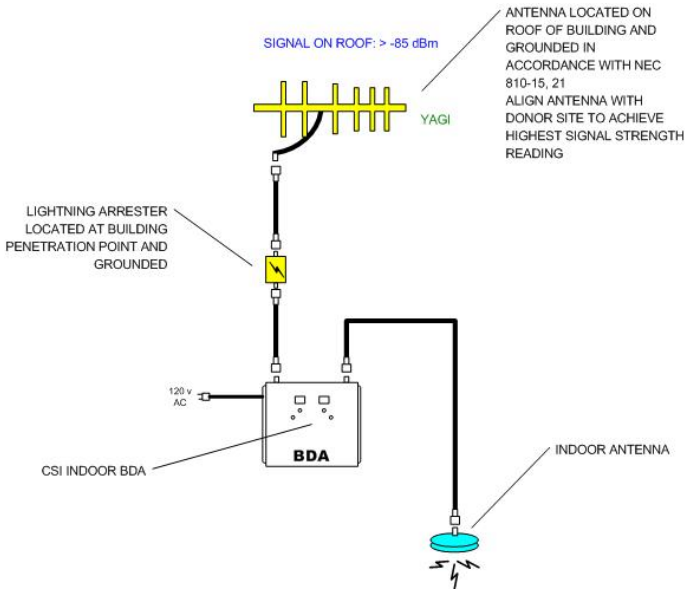 ANTENNA LOCATED ON
ROOF OF BUILDING AND
GROUNDED IN
ACCORDANCE WITH NEC
810-15, 21
ALIGN ANTENNA WITH
DONOR SITE TO ACHIEVE
HIGHEST SIGNAL STRENGTH
READING
SIGNAL ON ROOF: > -85 dBm
YAGI
LIGHTNING ARRESTER
LOCATED AT BUILDING
PENETRATION POINT AND
GROUNDED
120 v
AC
BDA
CSI INDOOR BDA
INDOOR ANTENNA